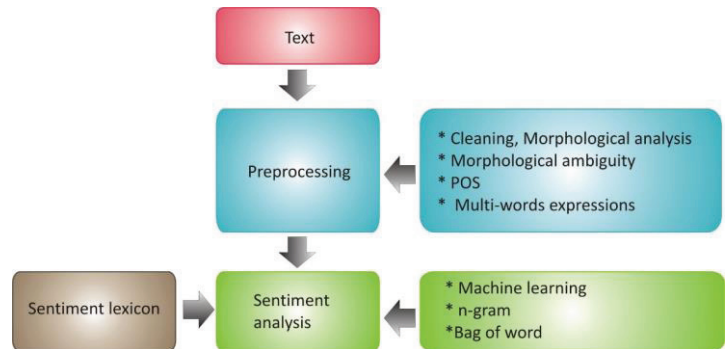 Text
Preprocessing
* Cleaning, Morphological analysis
* Morphological ambiguity
* POS
* Multi-words expressions
Sentiment lexicon
Sentiment
analysis
* Machine learning
* n-gram
*Bag of word